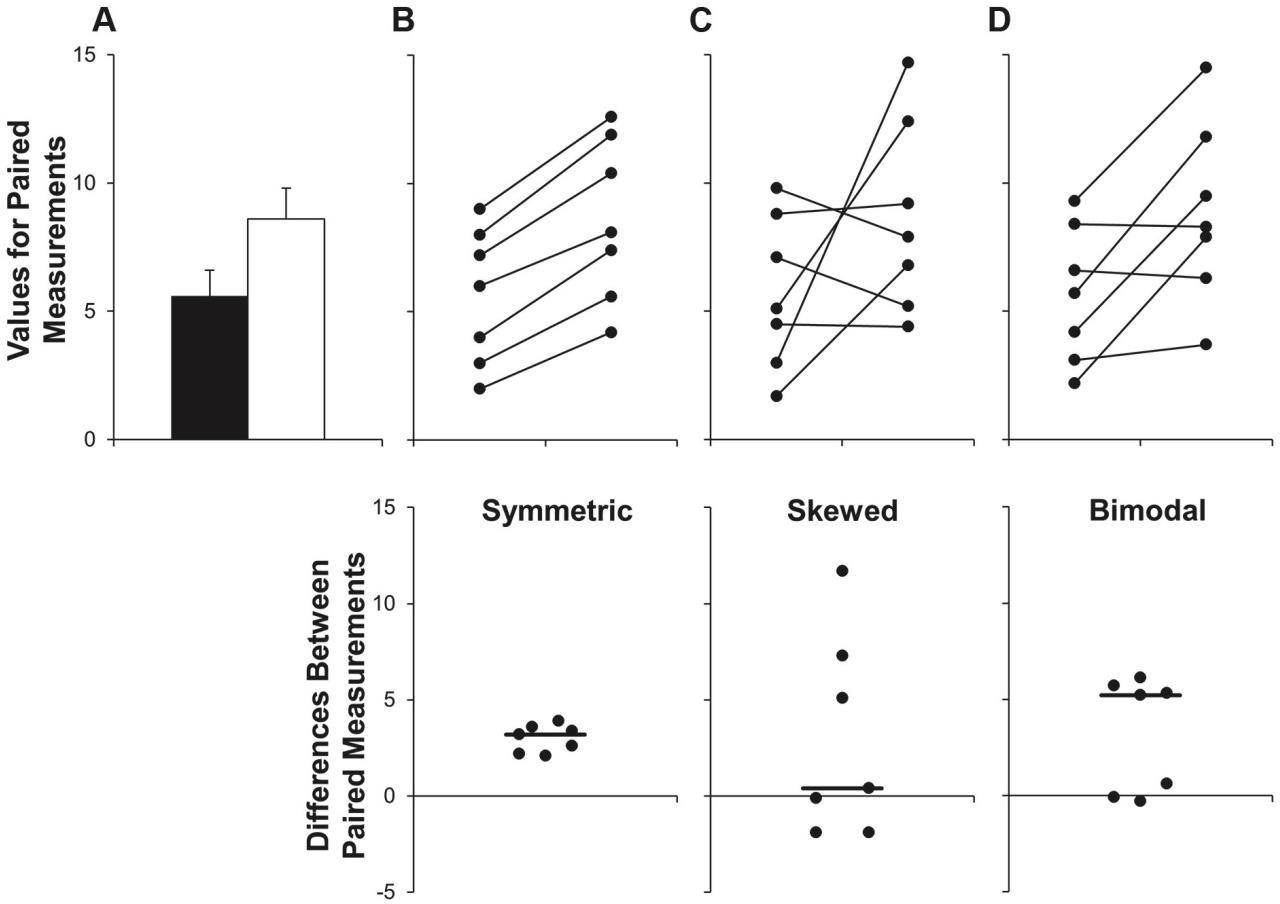 A
B
C
D
Values for Paired
Measurements
15
10
5
0
Symmetric
Skewed
Bimodal
Differences Between
Paired Measurements
15
10
5
0
-5